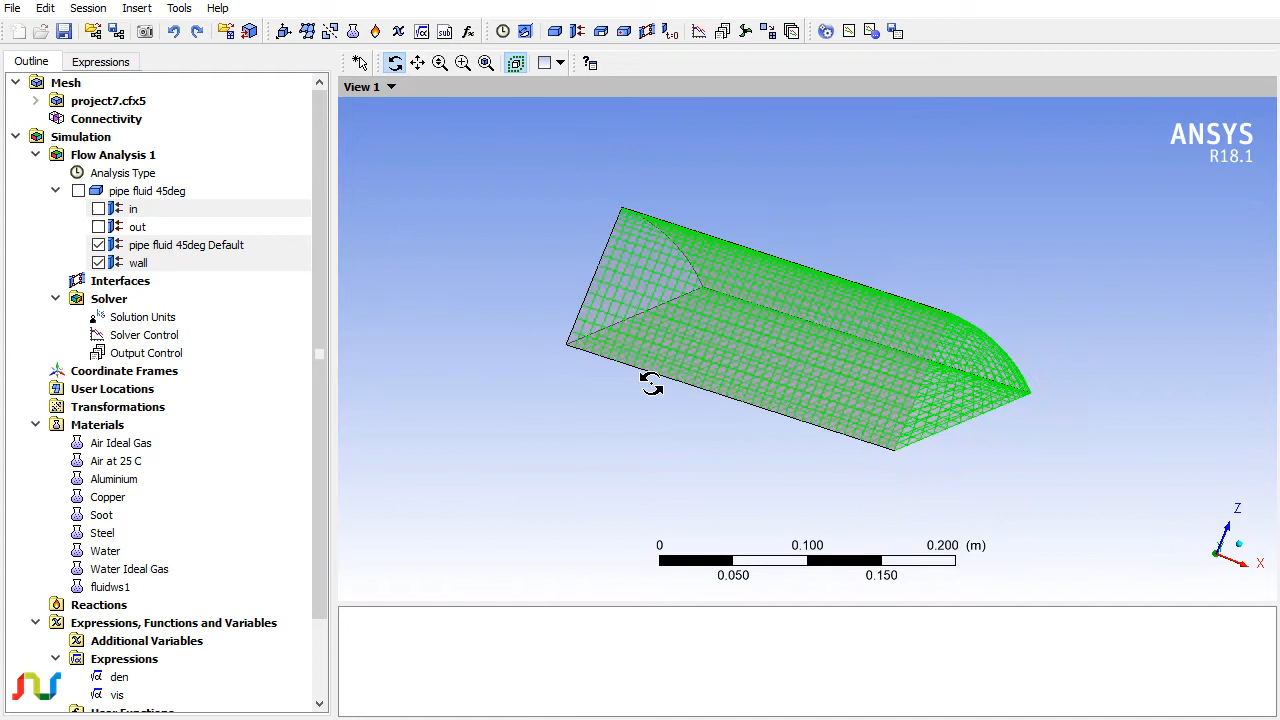 File Edit Session Insert Tools Help
Outline Expressions
View 1
Mesh
project7.cfx5
Connectivity
Simulation
Flow Analysis 1
Analysis Type
pipe fluid 45deg
in
out
pipe fluid 45deg Default
wall
Interfaces
Solver
Solution Units
Solver Control
Output Control
Coordinate Frames
User Locations
Transformations
Materials
Air Ideal Gas
Air at 25 C
Aluminium
Copper
Soot
Steel
Water
Water Ideal Gas
fluidws1
Reactions
Expressions, Functions and Variables
Additional Variables
Expressions
den
vis
User Functions
ANSYS
R18.1
0 0.100 0.200 (m)
0.050 0.150
Z
X